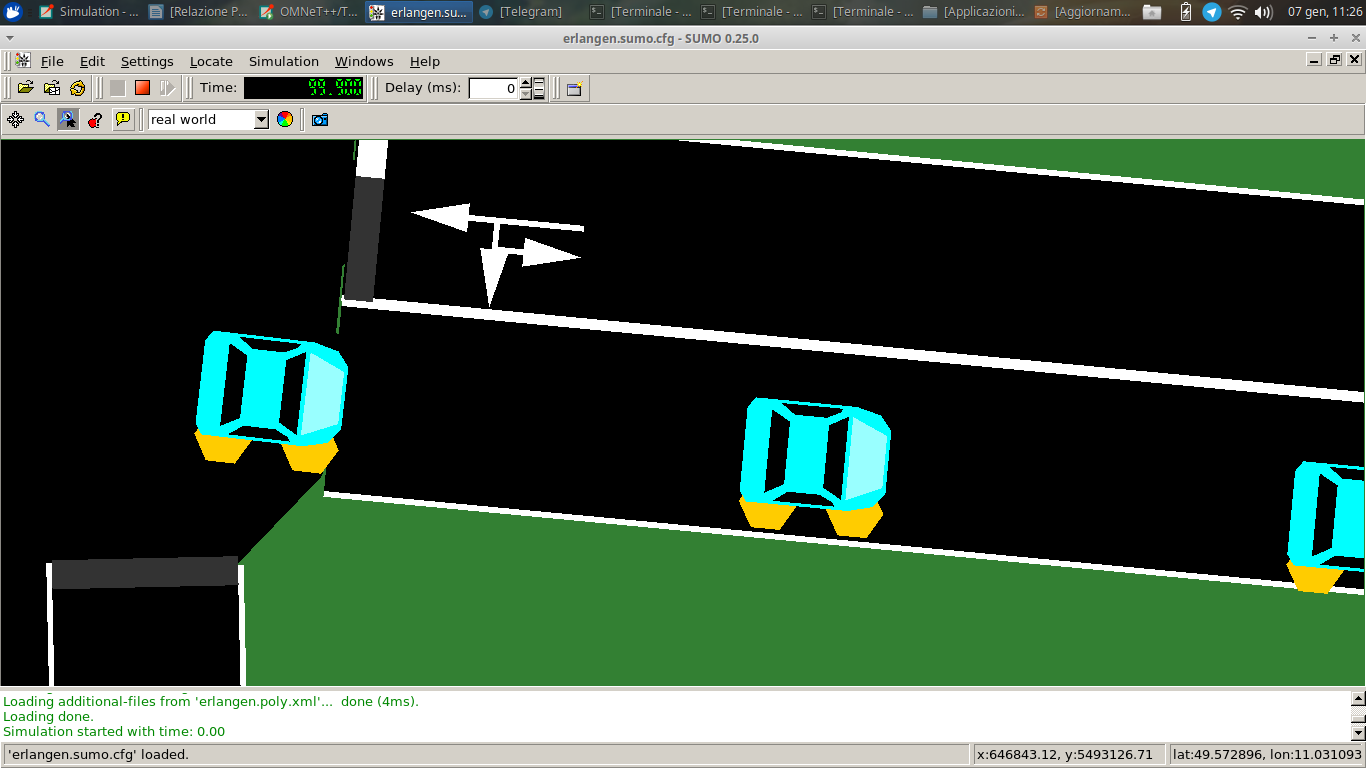 Simulation - ...
[Relazione P...
OMNeT++/T...
erlangen.su...
[Telegram]
[Terminale - ...
[Terminale - ...
[Terminale - ...
[Applicazioni...
[Aggiornam...
07 gen, 11:26
erlangen.sumo.cfg - SUMO 0.25.0
File Edit Settings Locate Simulation Windows Help
Time: 99.900 Delay (ms): 0
real world
Loading additional-files from 'erlangen.poly.xml'... done (4ms).
Loading done.
Simulation started with time: 0.00
'erlangen.sumo.cfg' loaded.
x:646843.12, y:5493126.71
lat:49.572896, lon:11.031093